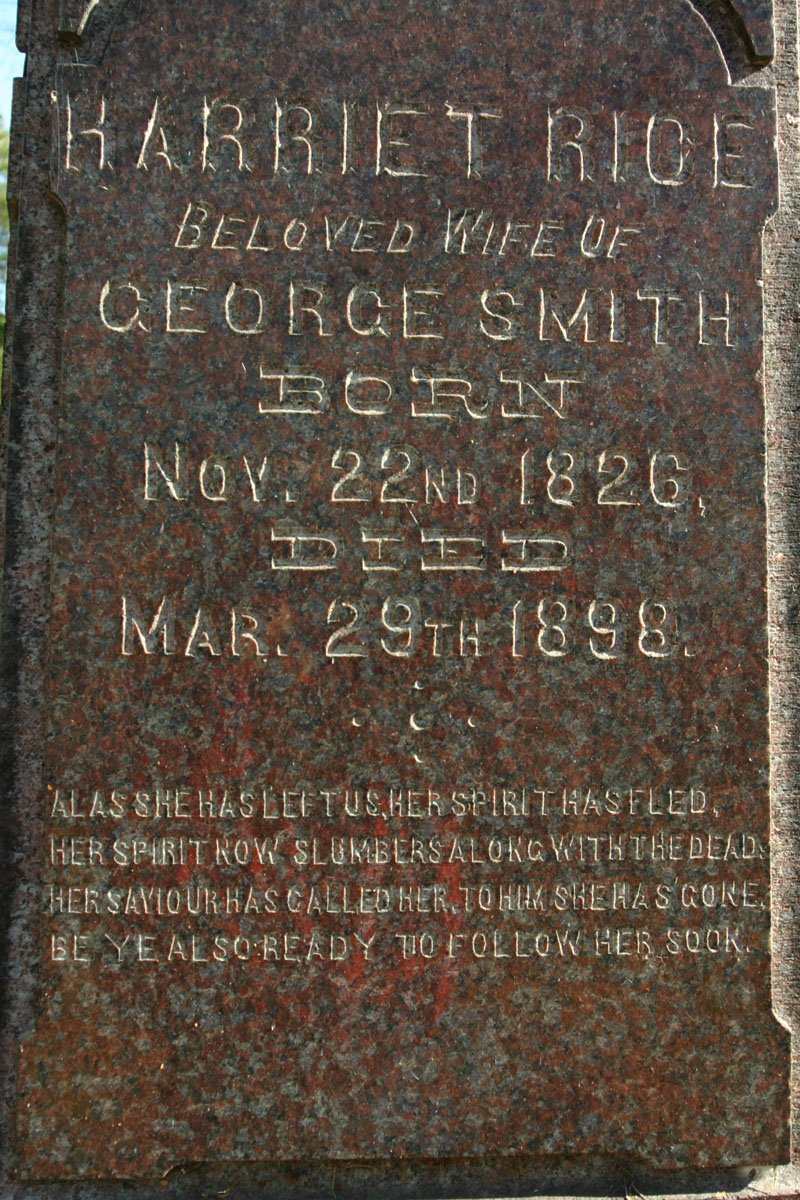 HARRIET RICE
BELOVED WIFE OF
GEORGE SMITH
BORN
NOV. 22ND 1826,
DIED
MAR. 29TH 1898.
ALAS SHE HAS LEFT US, HER SPIRIT HAS FLED,
HER SPIRIT NOW SLUMBERS ALONG WITH THE DEAD.
HER SAVIOUR HAS CALLED HER, TO HIM SHE HAS GONE.
BE YE ALSO READY TO FOLLOW HER SOON.